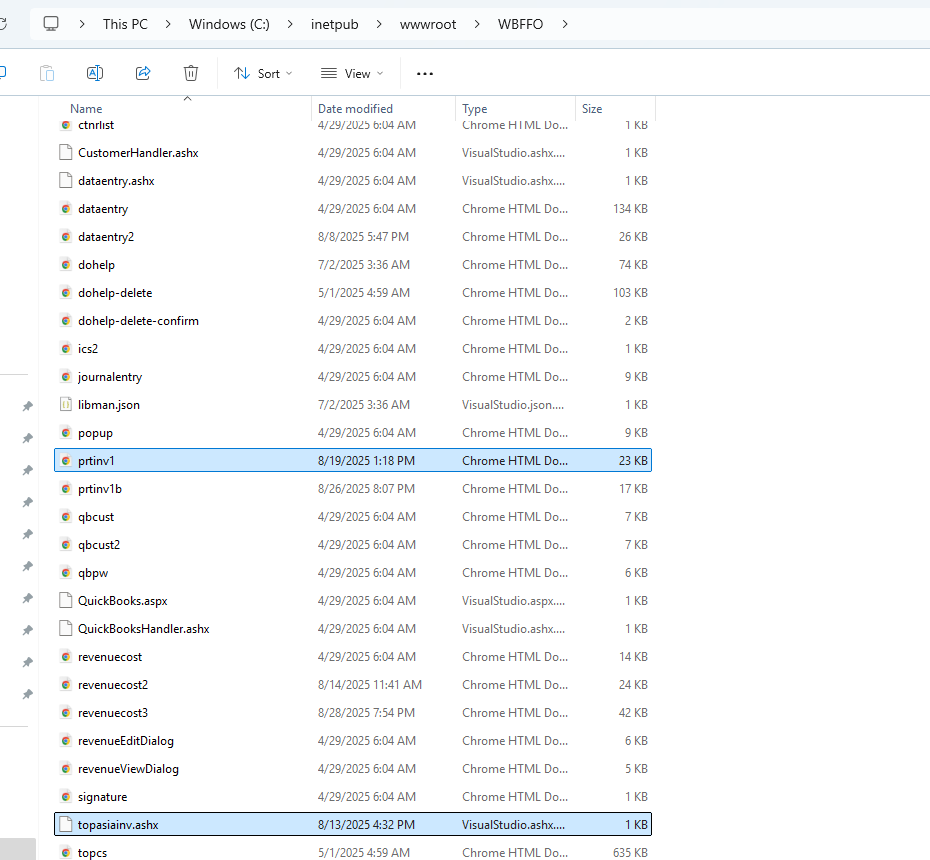 This PC > Windows (C:) > inetpub > wwwroot > WBFFO >
Sort View ...
Name Date modified Type Size
ctnrlist 4/29/2025 6:04 AM Chrome HTML Do... 1 KB
CustomerHandler.ashx 4/29/2025 6:04 AM VisualStudio.ashx.... 1 KB
dataentry.ashx 4/29/2025 6:04 AM VisualStudio.ashx.... 1 KB
dataentry 4/29/2025 6:04 AM Chrome HTML Do... 134 KB
dataentry2 8/8/2025 5:47 PM Chrome HTML Do... 26 KB
dohelp 7/2/2025 3:36 AM Chrome HTML Do... 74 KB
dohelp-delete 5/1/2025 4:59 AM Chrome HTML Do... 103 KB
dohelp-delete-confirm 4/29/2025 6:04 AM Chrome HTML Do... 2 KB
ics2 4/29/2025 6:04 AM Chrome HTML Do... 1 KB
journalentry 4/29/2025 6:04 AM Chrome HTML Do... 9 KB
libman.json 7/2/2025 3:36 AM VisualStudio.json.... 1 KB
popup 4/29/2025 6:04 AM Chrome HTML Do... 9 KB
prtinv1 8/19/2025 1:18 PM Chrome HTML Do... 23 KB
prtinv1b 8/26/2025 8:07 PM Chrome HTML Do... 17 KB
qbcust 4/29/2025 6:04 AM Chrome HTML Do... 7 KB
qbcust2 4/29/2025 6:04 AM Chrome HTML Do... 7 KB
qbpw 4/29/2025 6:04 AM Chrome HTML Do... 6 KB
QuickBooks.aspx 4/29/2025 6:04 AM VisualStudio.aspx.... 1 KB
QuickBooksHandler.ashx 4/29/2025 6:04 AM VisualStudio.ashx.... 1 KB
revenuecost 4/29/2025 6:04 AM Chrome HTML Do... 14 KB
revenuecost2 8/14/2025 11:41 AM Chrome HTML Do... 24 KB
revenuecost3 8/28/2025 7:54 PM Chrome HTML Do... 42 KB
revenueEditDialog 4/29/2025 6:04 AM Chrome HTML Do... 6 KB
revenueViewDialog 4/29/2025 6:04 AM Chrome HTML Do... 5 KB
signature 4/29/2025 6:04 AM Chrome HTML Do... 1 KB
topasiainv.ashx 8/13/2025 4:32 PM VisualStudio.ashx.... 1 KB
topcs 5/1/2025 4:59 AM Chrome HTML Do... 635 KB